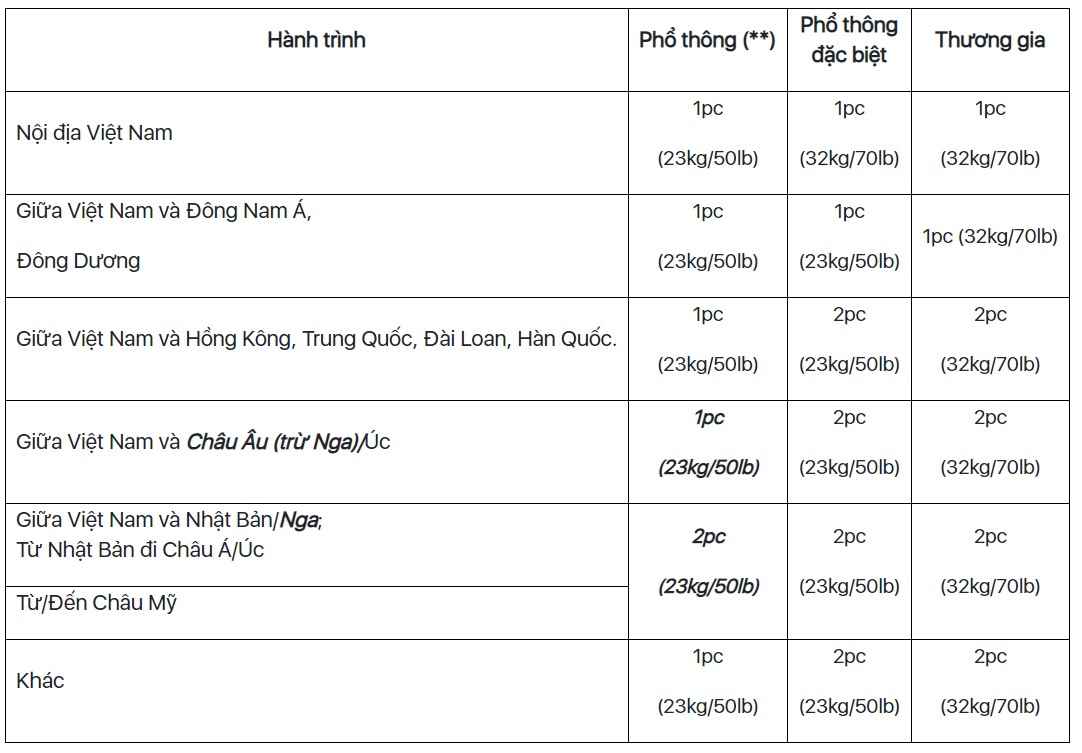 Hành trình
Phổ thông (**)
Phổ thông
đặc biệt
Thương gia
Nội địa Việt Nam
1pc
(23kg/50lb)
1pc
(32kg/70lb)
1pc
(32kg/70lb)
Giữa Việt Nam và Đông Nam Á,
Đông Dương
1pc
(23kg/50lb)
1pc
(23kg/50lb)
1pc (32kg/70lb)
Giữa Việt Nam và Hồng Kông, Trung Quốc, Đài Loan, Hàn Quốc.
1pc
(23kg/50lb)
2pc
(23kg/50lb)
2pc
(32kg/70lb)
Giữa Việt Nam và Châu Âu (trừ Nga)/Úc
1pc
(23kg/50lb)
2pc
(23kg/50lb)
2pc
(32kg/70lb)
Giữa Việt Nam và Nhật Bản/Nga;
Từ Nhật Bản đi Châu Á/Úc
Từ/Đến Châu Mỹ
2pc
(23kg/50lb)
2pc
(23kg/50lb)
2pc
(32kg/70lb)
Khác
1pc
(23kg/50lb)
2pc
(23kg/50lb)
2pc
(32kg/70lb)